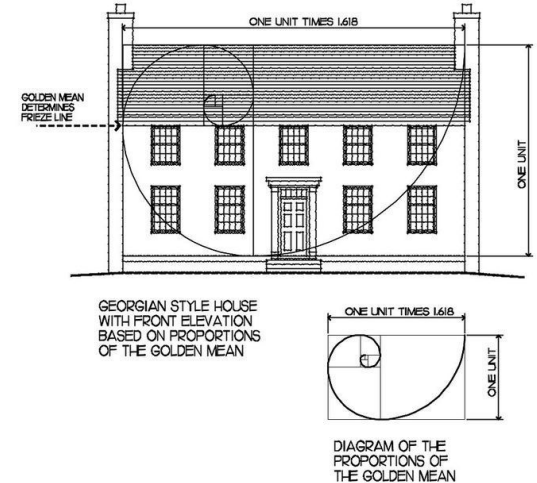 ONE UNIT TIMES 1.618
GOLDEN MEAN
DETERMINES
FRIEZE LINE
ONE UNIT
GEORGIAN STYLE HOUSE
WITH FRONT ELEVATION
BASED ON PROPORTIONS
OF THE GOLDEN MEAN
ONE UNIT TIMES 1.618
ONE UNIT
DIAGRAM OF THE
PROPORTIONS OF
THE GOLDEN MEAN